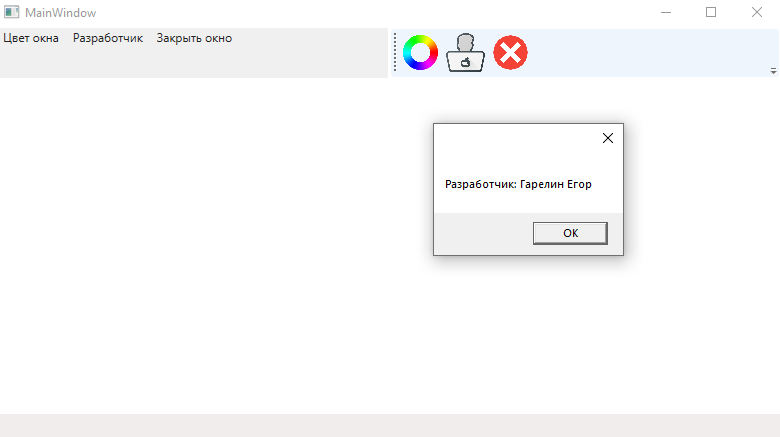 MainWindow
Цвет окна Разработчик Закрыть окно
Разработчик: Гарелин Егор
OK